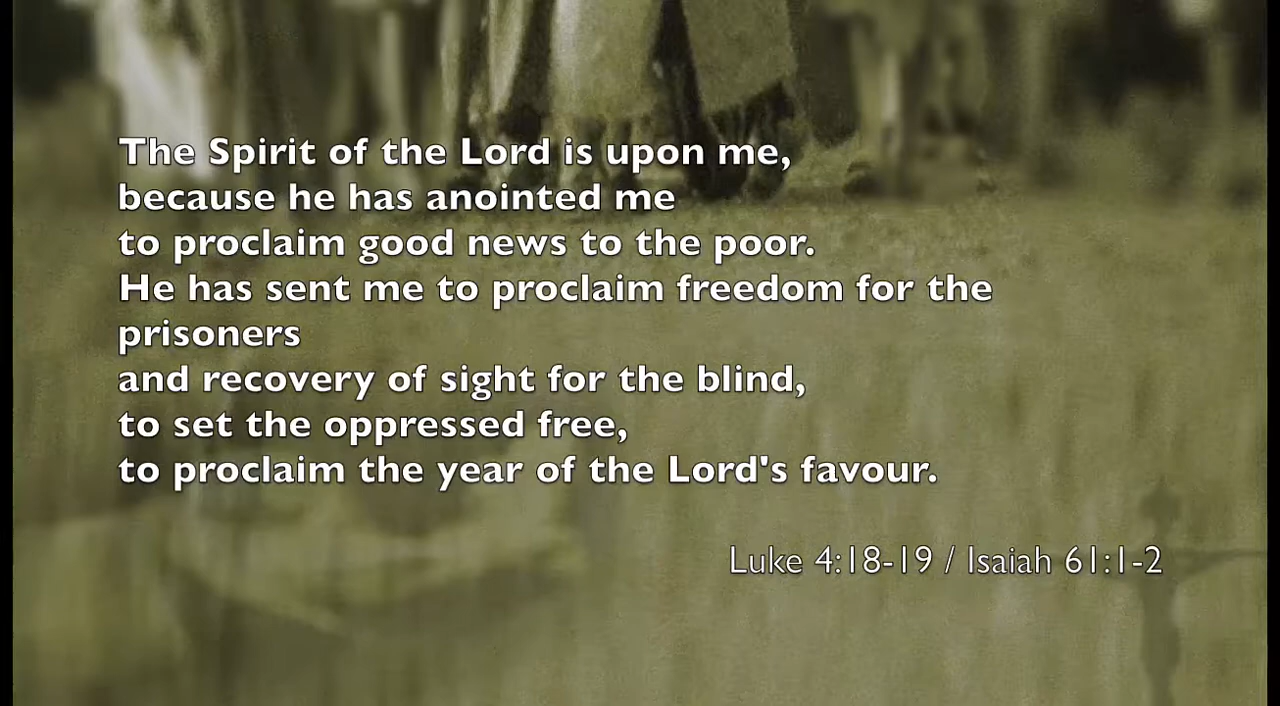 The Spirit of the Lord is upon me,
because he has anointed me
to proclaim good news to the poor.
He has sent me to proclaim freedom for the
prisoners
and recovery of sight for the blind,
to set the oppressed free,
to proclaim the year of the Lord's favour.
Luke 4:18-19 / Isaiah 61:1-2